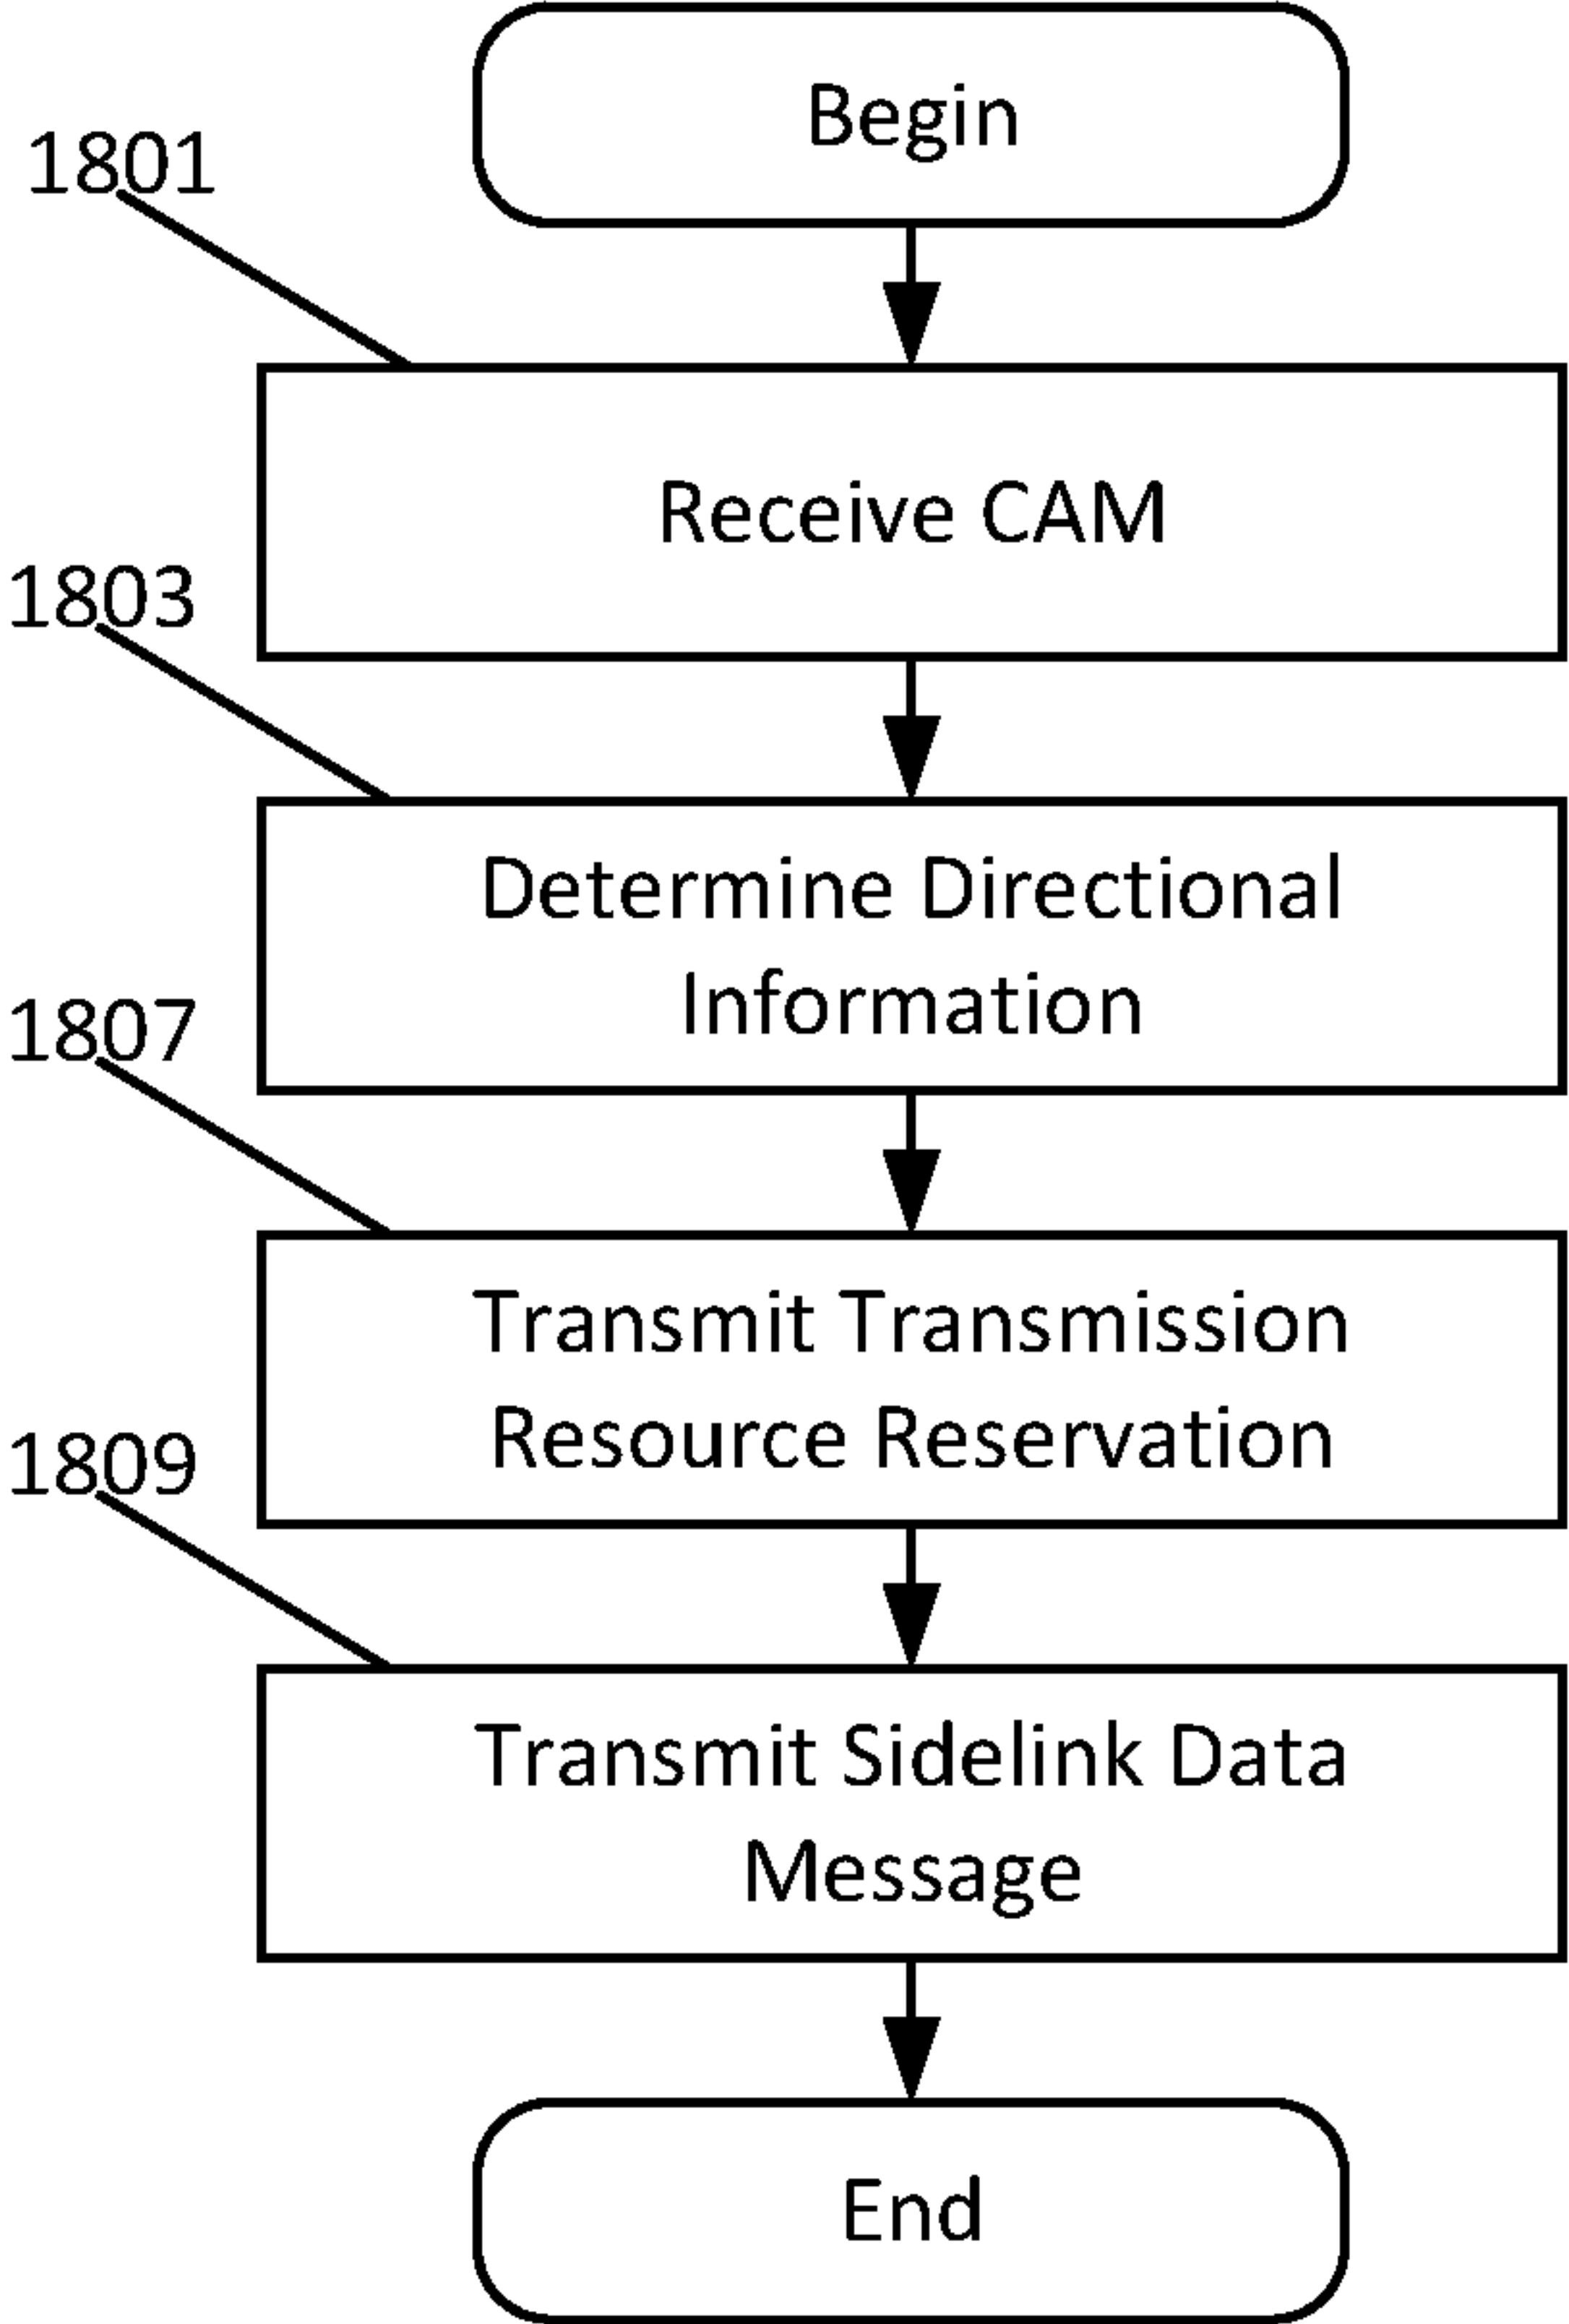 Begin
1801
Receive CAM
1803
Determine Directional
Information
1807
Transmit Transmission
Resource Reservation
1809
Transmit Sidelink Data
Message
End